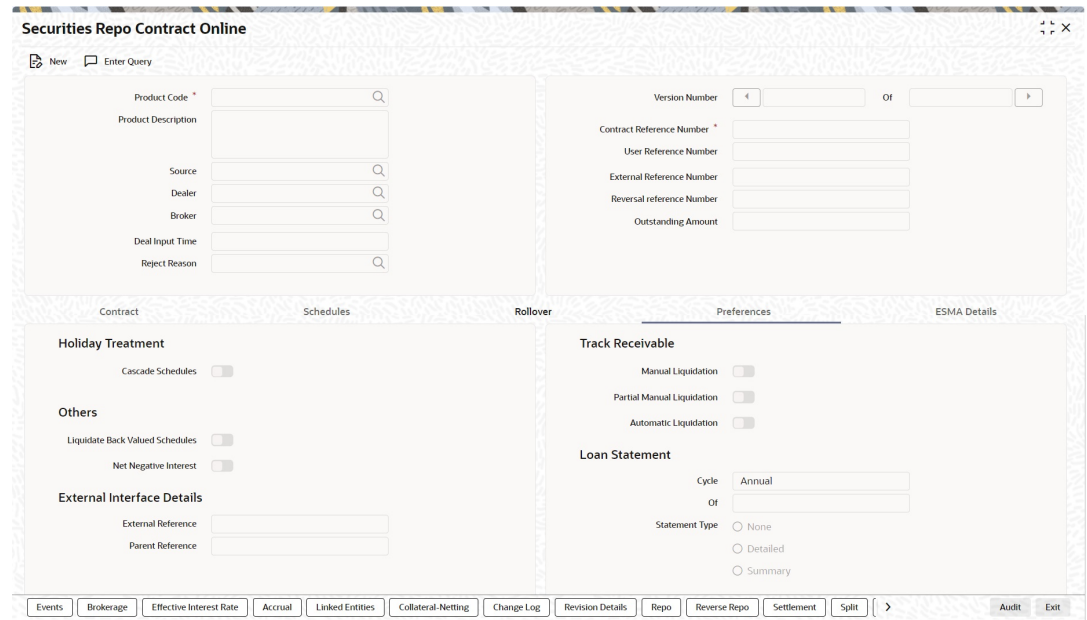 Securities Repo Contract Online
New Enter Query
Product Code *
Product Description
Source
Dealer
Broker
Deal Input Time
Reject Reason
Version Number Of
Contract Reference Number *
User Reference Number
External Reference Number
Reversal reference Number
Outstanding Amount
Contract Schedules Rollover Preferences ESMA Details
Holiday Treatment
Cascade Schedules
Others
Liquidate Back Valued Schedules
Net Negative Interest
External Interface Details
External Reference
Parent Reference
Track Receivable
Manual Liquidation
Partial Manual Liquidation
Automatic Liquidation
Loan Statement
Cycle Annual
Of
Statement Type None
Detailed
Summary
Events Brokerage Effective Interest Rate Accrual Linked Entities Collateral-Netting Change Log Revision Details Repo Reverse Repo Settlement Split Audit Exit